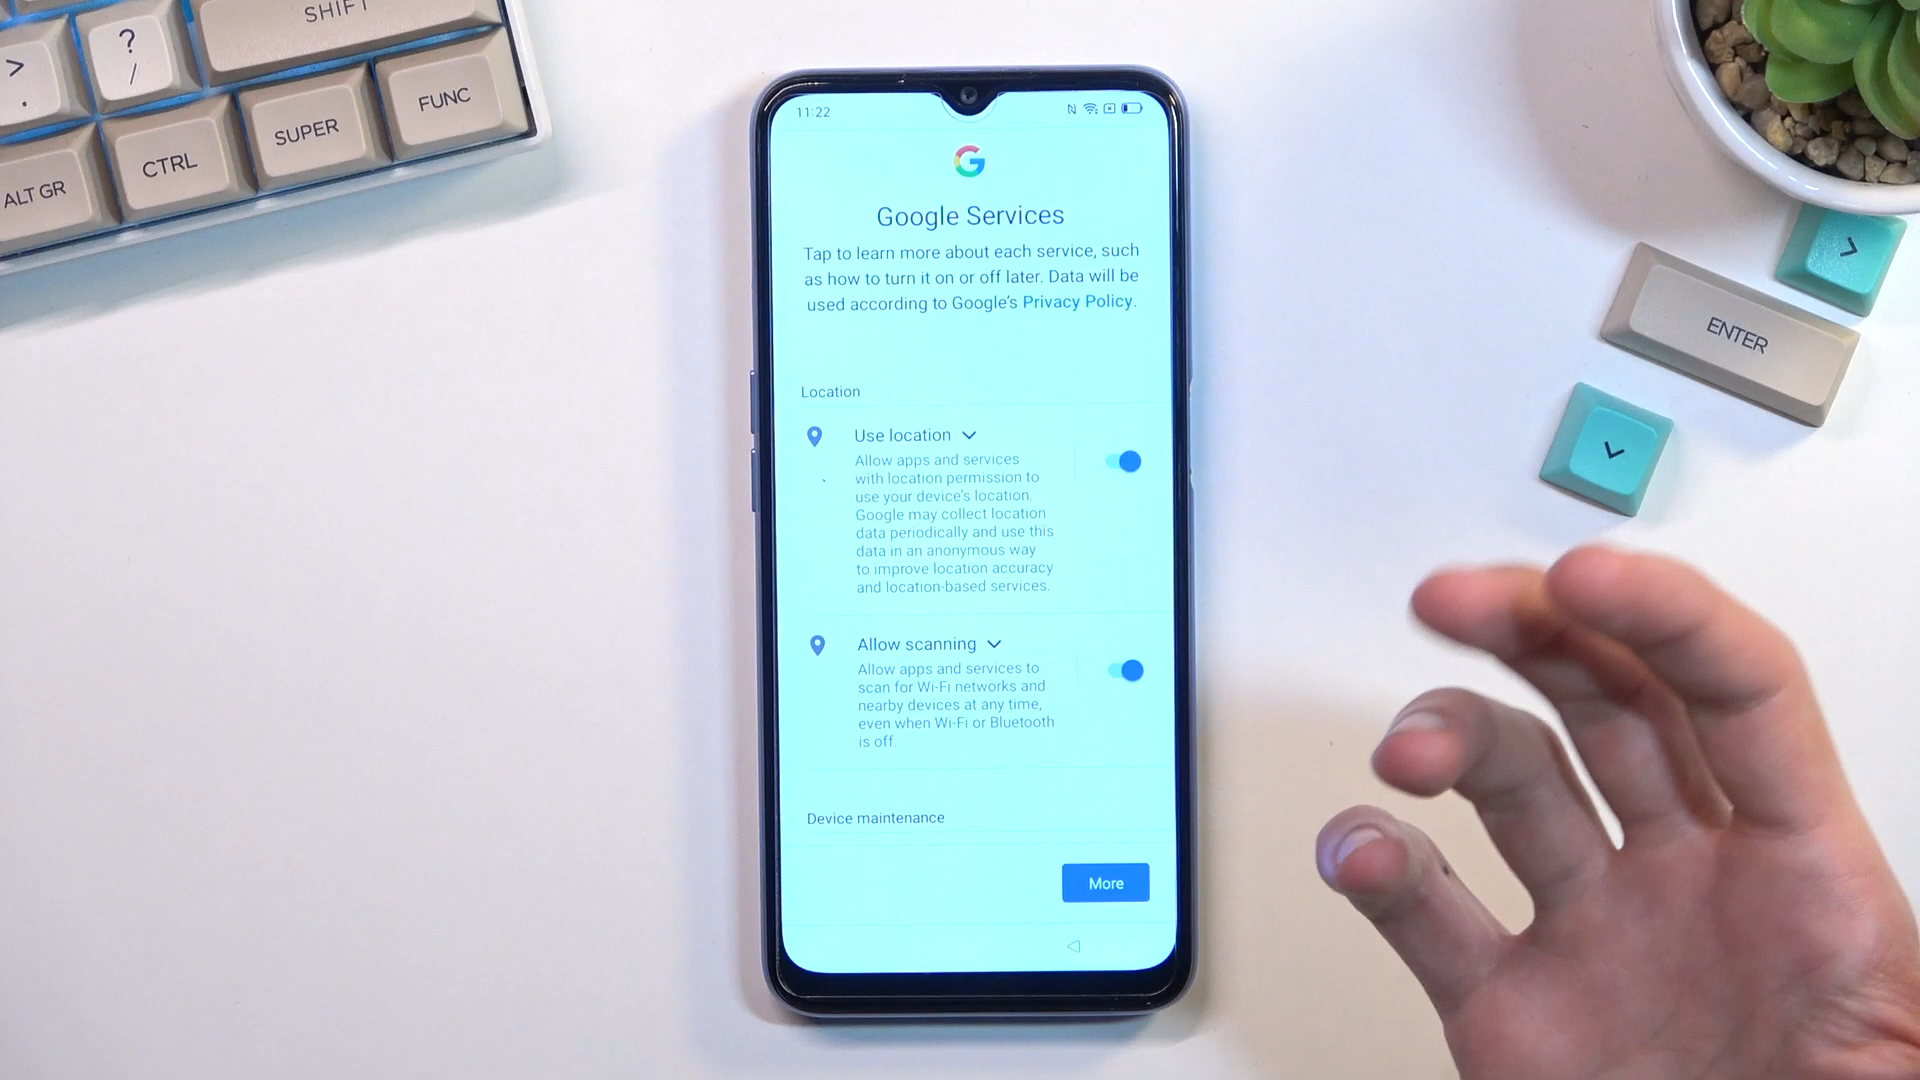 SHIFT
>
.
?
/
ALT GR
CTRL
SUPER
FUNC
11:22
Google Services
Tap to learn more about each service, such
as how to turn it on or off later. Data will be
used according to Google's Privacy Policy.
Location
Use location
Allow apps and services
with location permission to
use your device's location.
Google may collect location
data periodically and use this
data in an anonymous way
to improve location accuracy
and location-based services.
Allow scanning
Allow apps and services to
scan for Wi-Fi networks and
nearby devices at any time,
even when Wi-Fi or Bluetooth
is off.
Device maintenance
More
ENTER